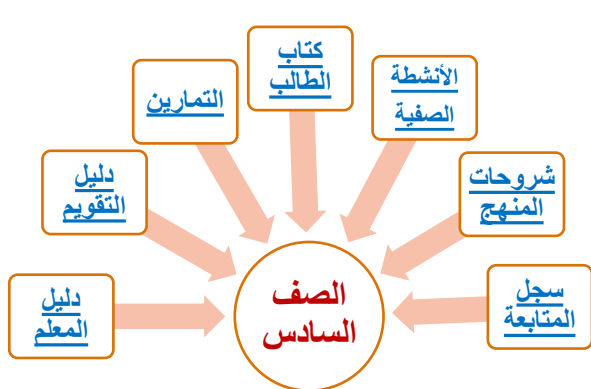 كتاب
الطالب
الأنشطة
الصفية
التمارين
شروحات
المنهج
دليل
التقويم
سجل
المتابعة
دليل
المعلم
الصف
السادس